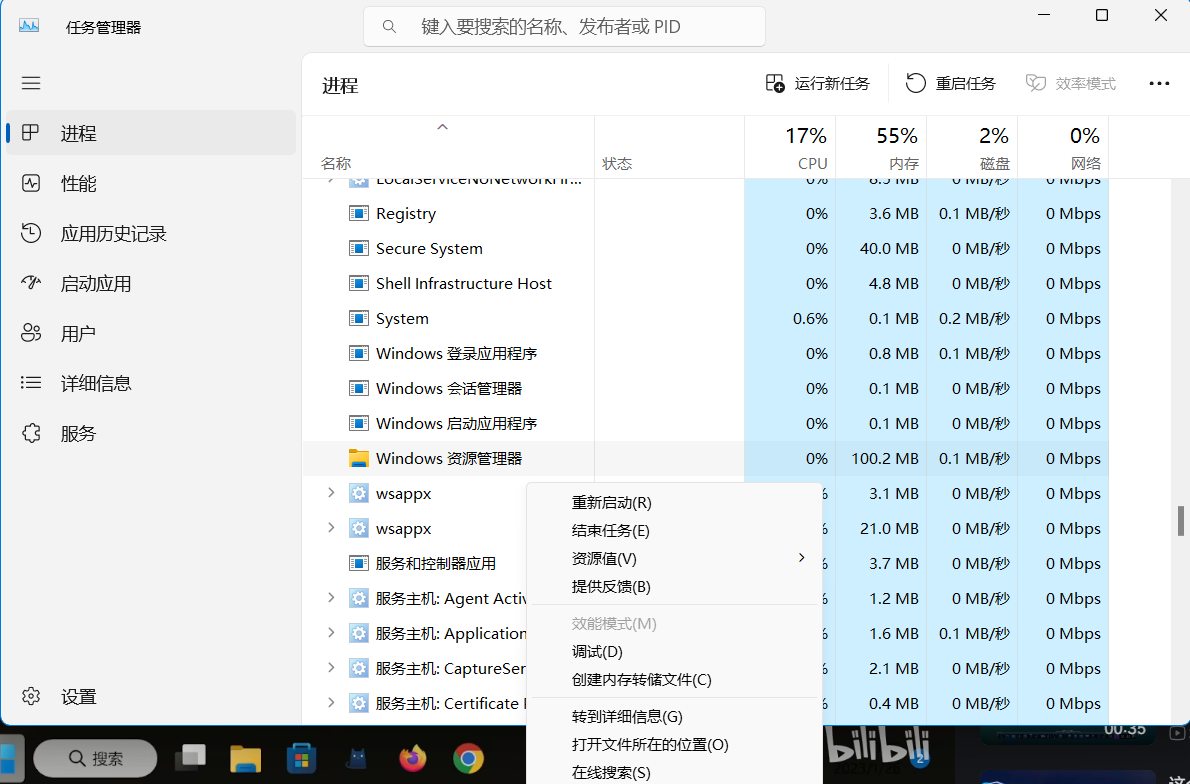 任务管理器
键入要搜索的名称、发布者或 PID
进程
运行新任务
重启任务
效率模式
进程
性能
应用历史记录
启动应用
用户
详细信息
服务
设置
17% 55% 2% 0%
名称 状态 CPU 内存 磁盘 网络
LocalServiceNoNetworkFir... 0% 6.5 MB 0 MB/秒 0 Mbps
Registry 0% 3.6 MB 0.1 MB/秒 0 Mbps
Secure System 0% 40.0 MB 0 MB/秒 0 Mbps
Shell Infrastructure Host 0% 4.8 MB 0 MB/秒 0 Mbps
System 0.6% 0.1 MB 0.2 MB/秒 0 Mbps
Windows 登录应用程序 0% 0.8 MB 0.1 MB/秒 0 Mbps
Windows 会话管理器 0% 0.1 MB 0 MB/秒 0 Mbps
Windows 启动应用程序 0% 0.1 MB 0 MB/秒 0 Mbps
Windows 资源管理器 0% 100.2 MB 0.1 MB/秒 0 Mbps
wsappx 3.1 MB 0 MB/秒 0 Mbps
wsappx 21.0 MB 0 MB/秒 0 Mbps
服务和控制器应用 3.7 MB 0 MB/秒 0 Mbps
服务主机: Agent Activ 1.2 MB 0 MB/秒 0 Mbps
服务主机: Application 1.6 MB 0.1 MB/秒 0 Mbps
服务主机: CaptureSer 2.1 MB 0 MB/秒 0 Mbps
服务主机: Certificate 0.4 MB 0 MB/秒 0 Mbps
重新启动(R)
结束任务(E)
资源值(V)
提供反馈(B)
效能模式(M)
调试(D)
创建内存转储文件(C)
转到详细信息(G)
打开文件所在的位置(O)
在线搜索(S)
搜索
bilibili
00:35
2